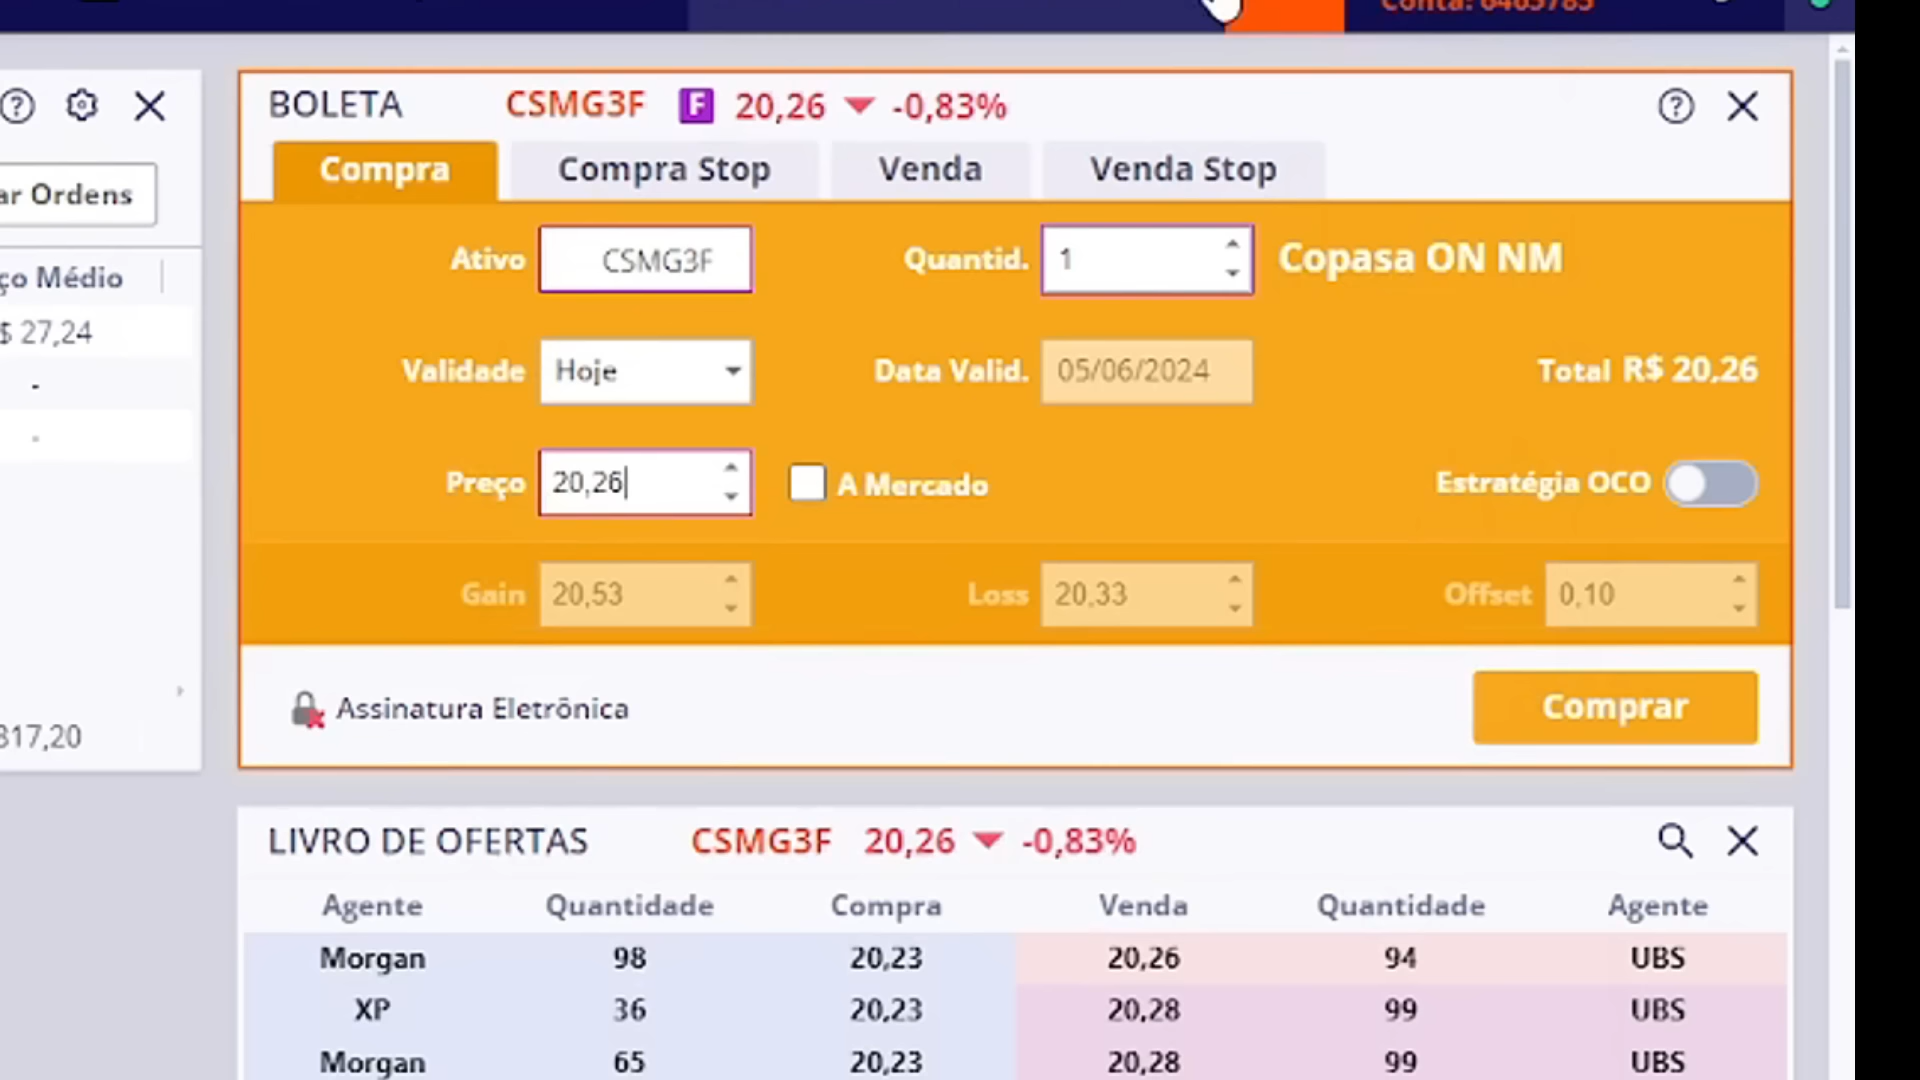 Conta: 6465785
BOLETA CSMG3F F 20,26 -0,83%
ar Ordens
Compra Compra Stop Venda Venda Stop
Ativo CSMG3F Quantid. 1 Copasa ON NM
ço Médio
$ 27,24
Validade Hoje Data Valid. 05/06/2024 Total R$ 20,26
-
-
Preço 20,26 A Mercado Estratégia OCO
Gain 20,53 Loss 20,33 Offset 0,10
Assinatura Eletrônica Comprar
817,20
LIVRO DE OFERTAS CSMG3F 20,26 -0,83%
Agente Quantidade Compra Venda Quantidade Agente
Morgan 98 20,23 20,26 94 UBS
XP 36 20,23 20,28 99 UBS
Morgan 65 20,23 20,28 99 UBS